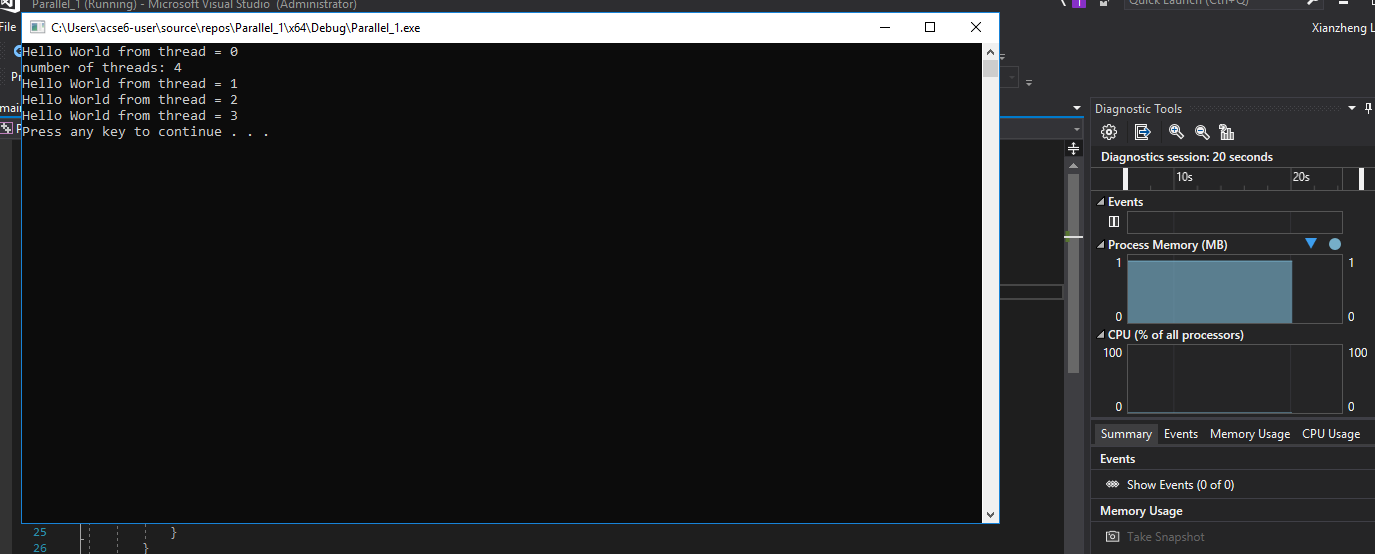 Parallel_1 (Running) - Microsoft Visual Studio (Administrator)
Quick Launch (Ctrl+Q)
File
Xianzheng L
C:\Users\acse6-user\source\repos\Parallel_1\x64\Debug\Parallel_1.exe
Hello World from thread = 0
number of threads: 4
Hello World from thread = 1
Hello World from thread = 2
Hello World from thread = 3
Press any key to continue . . .
25 }
26 }
Diagnostic Tools
Diagnostics session: 20 seconds
10s 20s
Events
Process Memory (MB)
1 1
0 0
CPU (% of all processors)
100 100
0 0
Summary Events Memory Usage CPU Usage
Events
Show Events (0 of 0)
Memory Usage
Take Snapshot